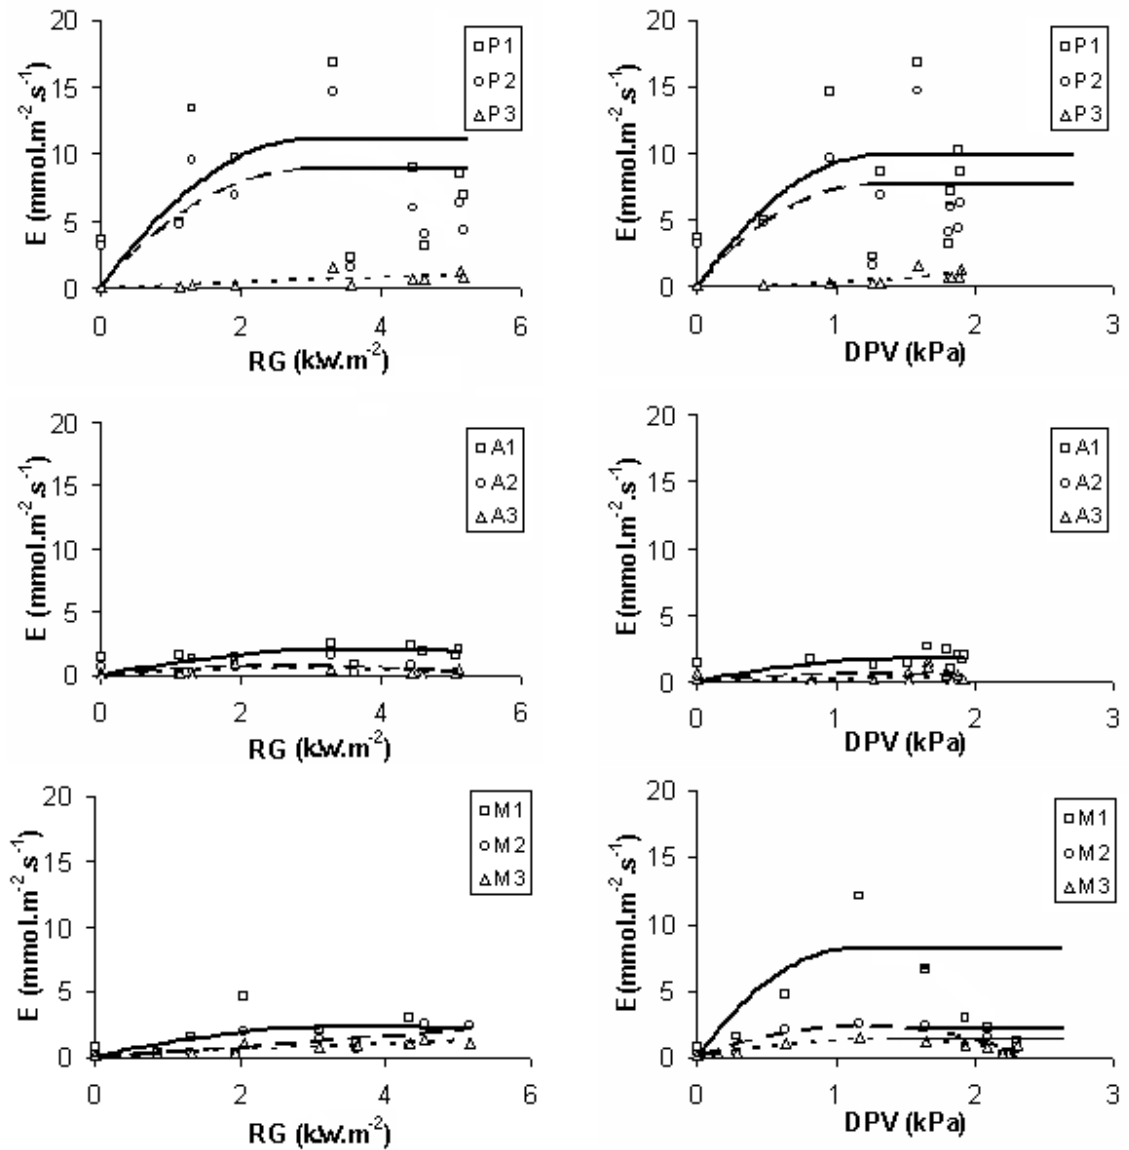 20
15
10
5
0
E (mmol.m-2.s-1)
P1
P2
P3
0 2 4 6
RG (kW.m-2)
20
15
10
5
0
E (mmol.m-2.s-1)
P1
P2
P3
0 1 2 3
DPV (kPa)
20
15
10
5
0
E (mmol.m-2.s-1)
A1
A2
A3
0 2 4 6
RG (kW.m-2)
20
15
10
5
0
E (mmol.m-2.s-1)
A1
A2
A3
0 1 2 3
DPV (kPa)
20
15
10
5
0
E (mmol.m-2.s-1)
M1
M2
M3
0 2 4 6
RG (kW.m-2)
20
15
10
5
0
E(mmol.m-2.s-1)
M1
M2
M3
0 1 2 3
DPV (kPa)